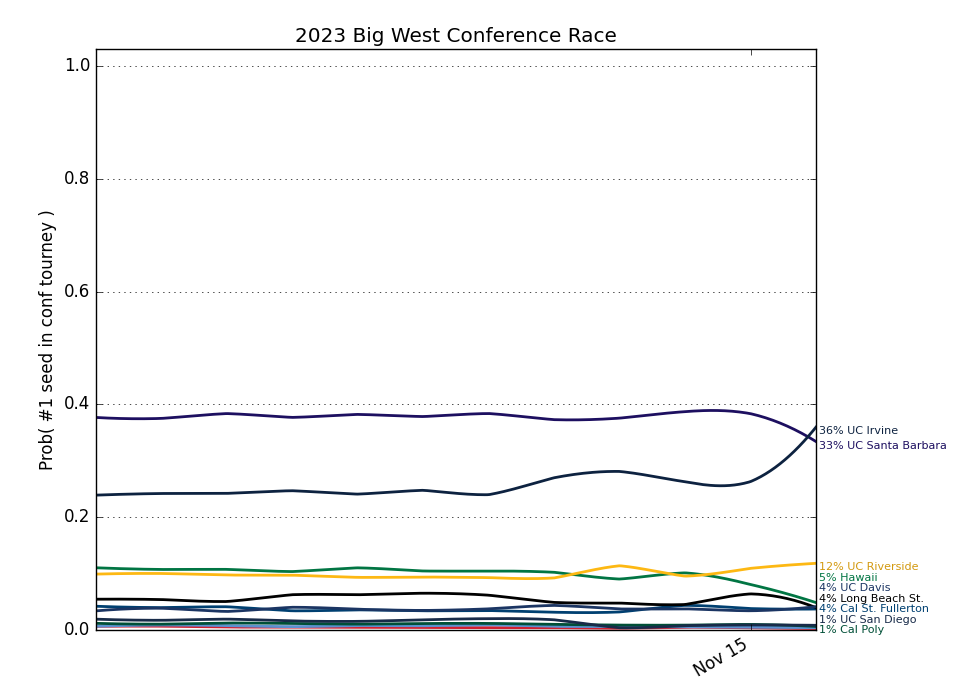 2023 Big West Conference Race
1.0
0.8
0.6
0.4
0.2
0.0
Prob( #1 seed in conf tourney )
36% UC Irvine
33% UC Santa Barbara
12% UC Riverside
5% Hawaii
4% UC Davis
4% Long Beach St.
4% Cal St. Fullerton
1% UC San Diego
1% Cal Poly
Nov 15